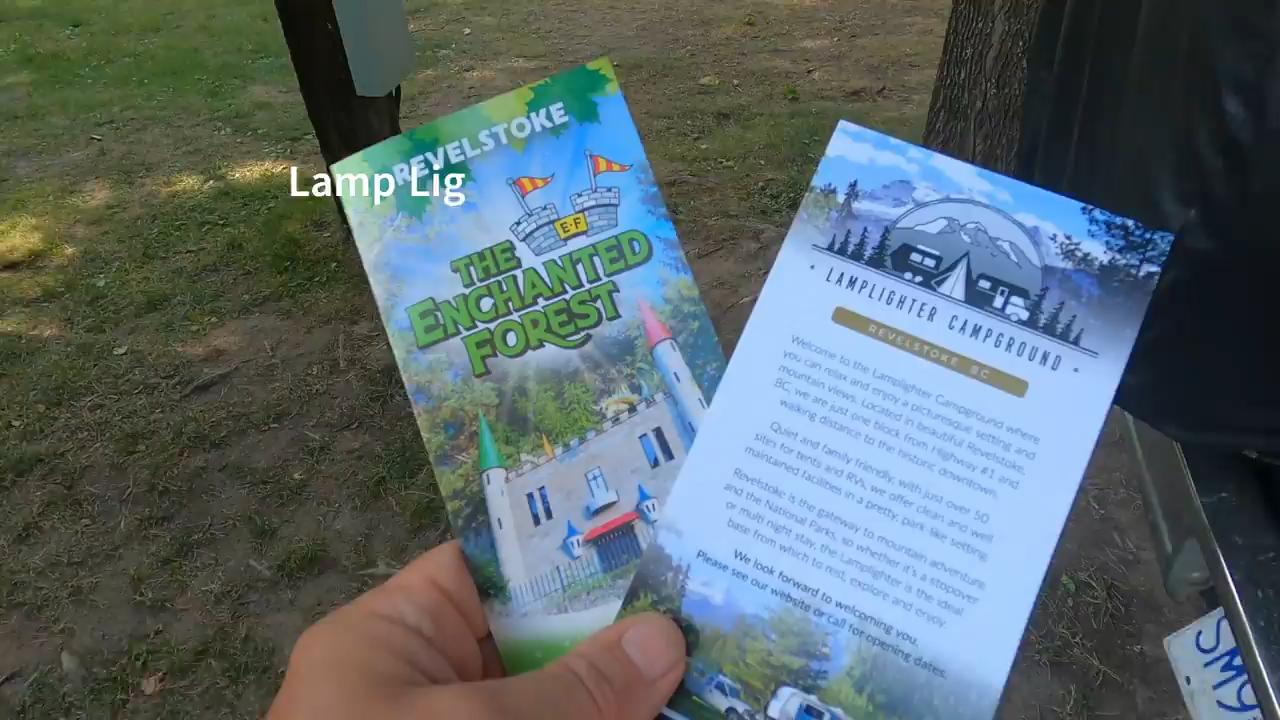 REVELSTOKE
Lamp Lig
E·F
THE
ENCHANTED
FOREST
LAMPLIGHTER CAMPGROUND
REVELSTOKE BC
Welcome to the Lamplighter Campground where
you can relax and enjoy a picturesque setting and
mountain views. Located in beautiful Revelstoke,
BC, we are just one block from Highway #1 and
walking distance to the historic downtown.
Quiet and family friendly, with just over 50
sites for tents and RVs, we offer clean and well
maintained facilities in a pretty, park-like setting.
Revelstoke is the gateway to mountain adventure
and the National Parks, so whether it's a stopover
or multi night stay, the Lamplighter is the ideal
base from which to rest, explore and enjoy.
We look forward to welcoming you.
Please see our website or call for opening dates.